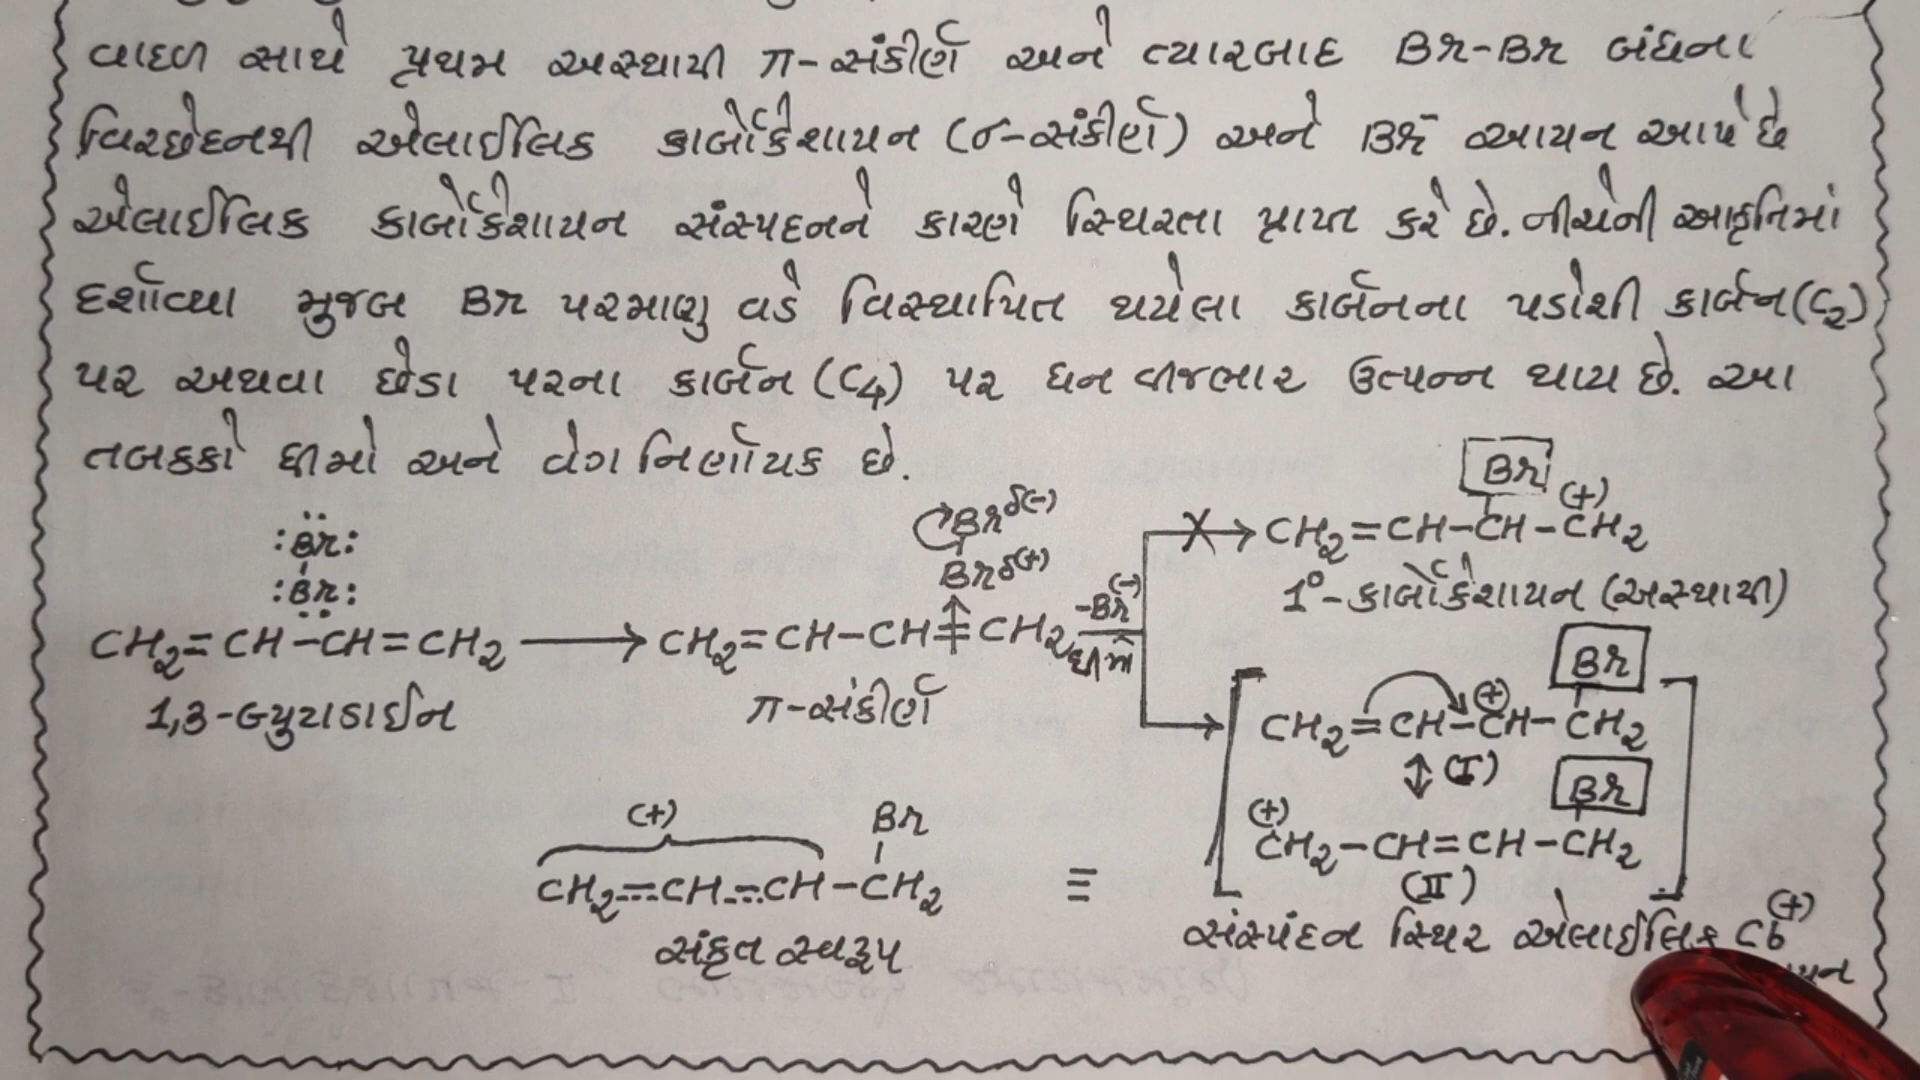 વાદળ સાથે પ્રથમ અસ્થાયી π-સંકીર્ણ અને ત્યારબાદ Br-Br બંધના
વિચ્છેદનથી એલાઈલિક કાર્બોકેશાયન (σ-સંકીર્ણ) અને Br⁻ આયન આપે છે
એલાઈલિક કાર્બોકેશાયન સંસ્પદનને કારણે સ્થિરતા પ્રાપ્ત કરે છે. નીચેની આકૃતિમાં
દર્શાવ્યા મુજબ Br પરમાણુ વડે વિસ્થાપિત થયેલા કાર્બનના પડોશી કાર્બન(C₂)
પર અથવા છેડા પરના કાર્બન (C₄) પર ધન વીજભાર ઉત્પન્ન થાય છે. આ
તબક્કો ધીમો અને વેગ નિર્ણાયક છે.
:Br:
:Br:
CH₂=CH-CH=CH₂
1,3-બ્યુટાડાઈન
Br δ(-)
Br δ(+)
CH₂=CH-CH=CH₂
π-સંકીર્ણ
-Br(-)
ધીમો
Br
CH₂=CH-CH-CH₂ (+)
1°-કાર્બોકેશાયન (અસ્થાયી)
Br
CH₂=CH-CH-CH₂ (+)
↕ (I)
Br
(+) CH₂-CH=CH-CH₂
(II)
સંસ્પંદન સ્થિર એલાઈલિક Cb(+)
યન
(+)
Br
CH₂=CH=CH-CH₂
≡
સંકૃત સ્વરૂપ